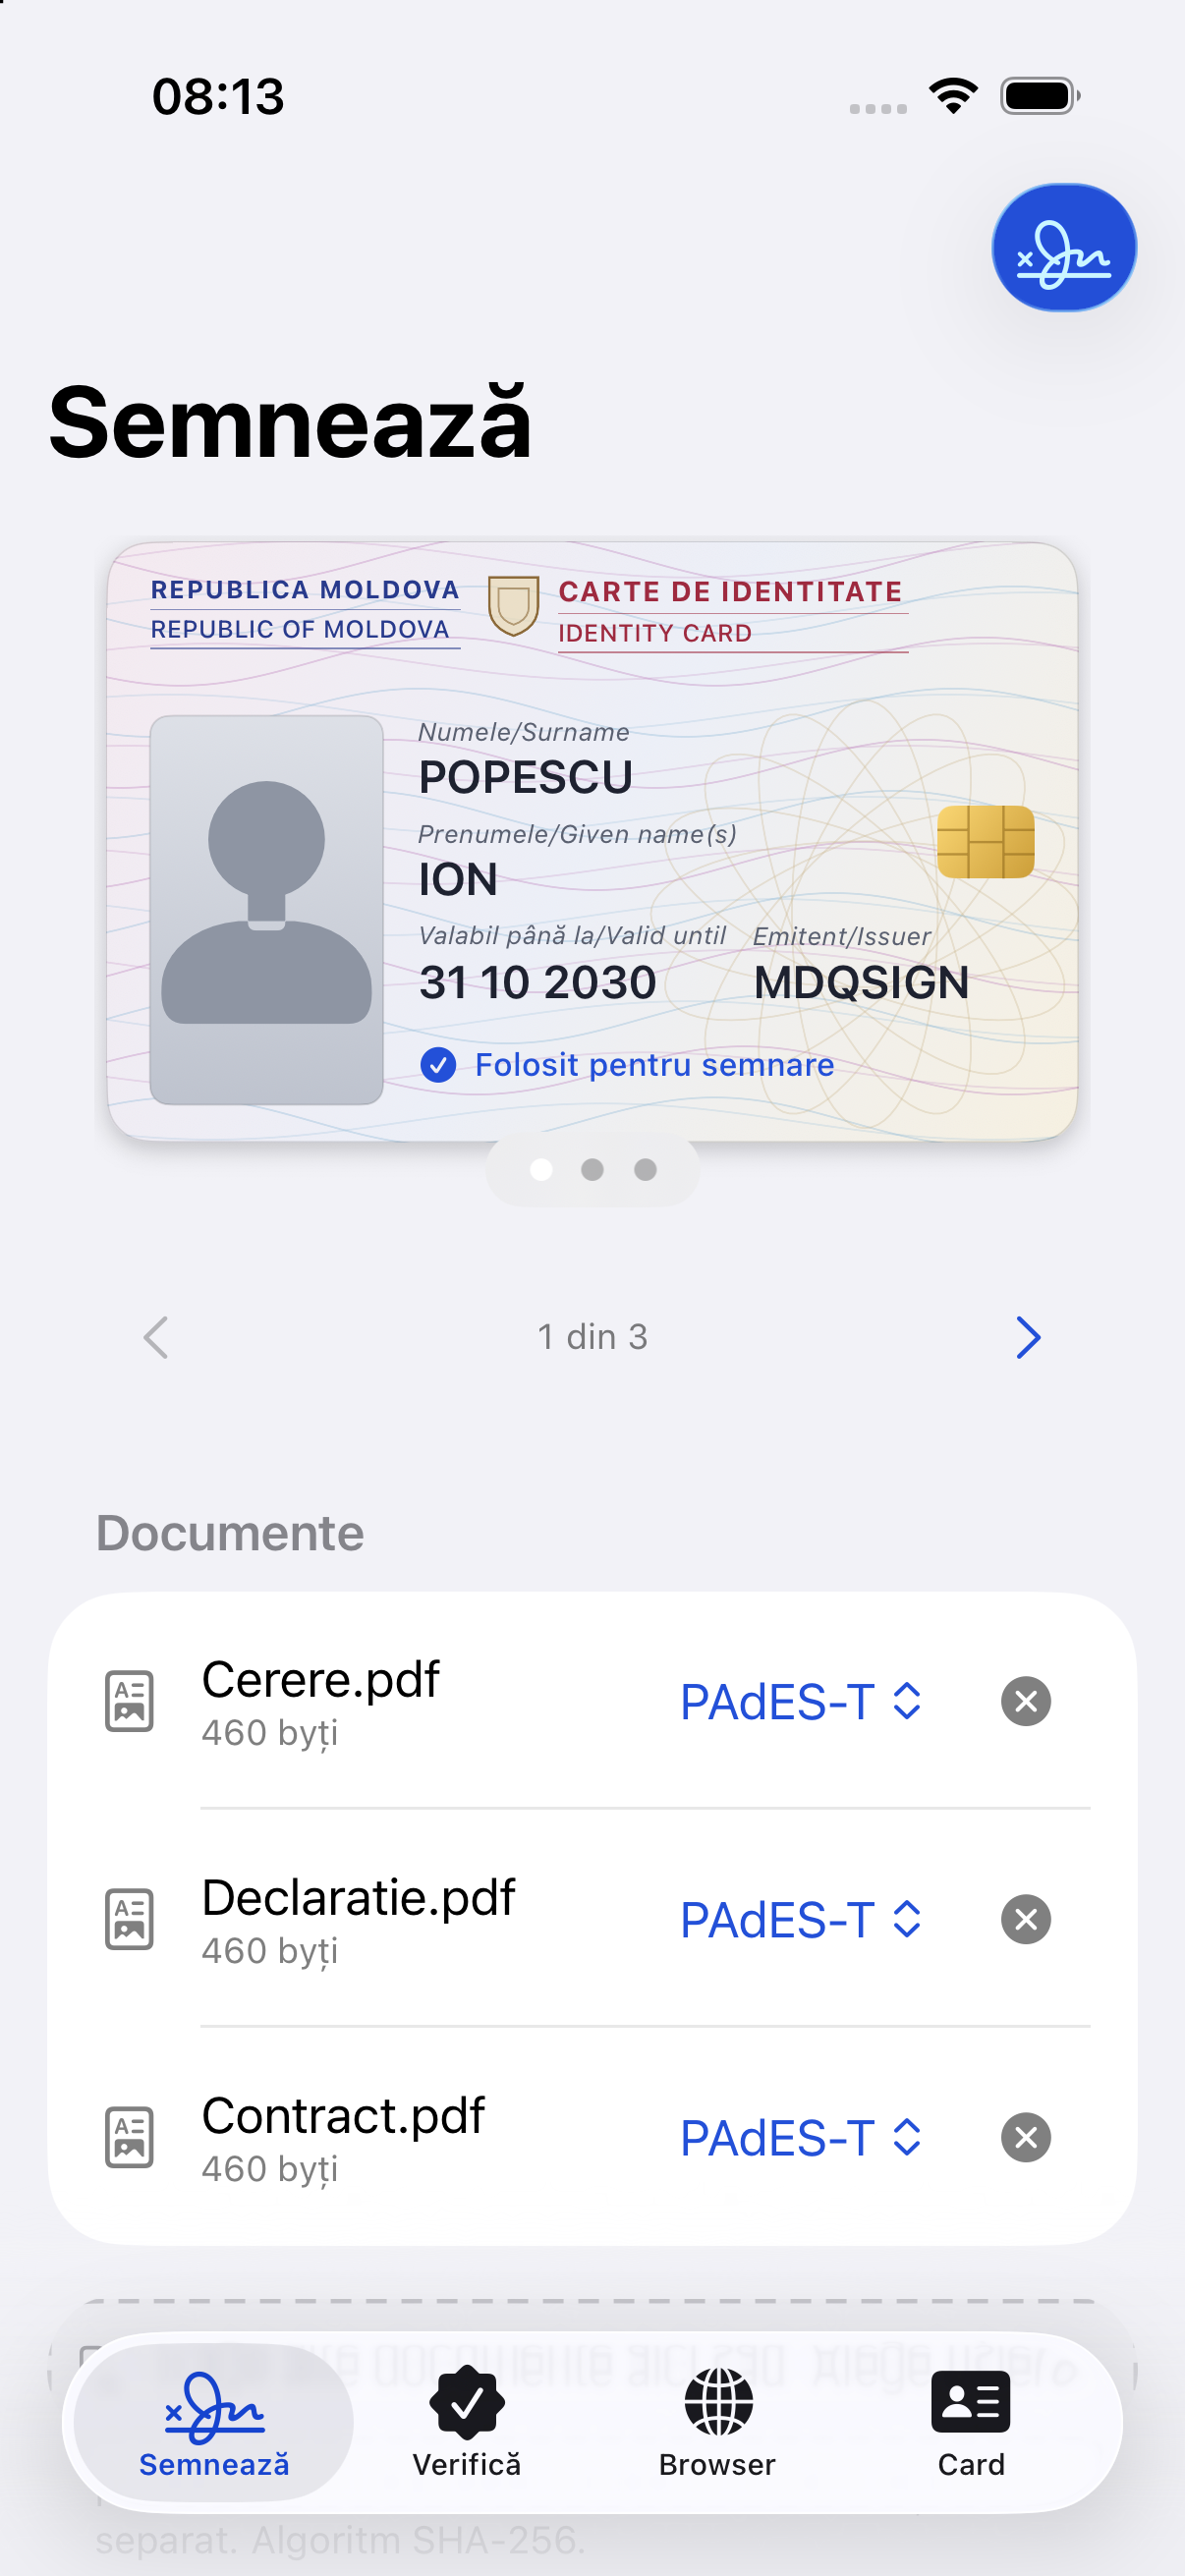 08:13
Semnează
REPUBLICA MOLDOVA
REPUBLIC OF MOLDOVA
CARTE DE IDENTITATE
IDENTITY CARD
Numele/Surname
POPESCU
Prenumele/Given name(s)
ION
Valabil până la/Valid until Emitent/Issuer
31 10 2030 MDQSIGN
Folosit pentru semnare
1 din 3
Documente
Cerere.pdf
460 byți
PAdES-T
Declaratie.pdf
460 byți
PAdES-T
Contract.pdf
460 byți
PAdES-T
Semnează Verifică Browser Card
separat. Algoritm SHA-256.